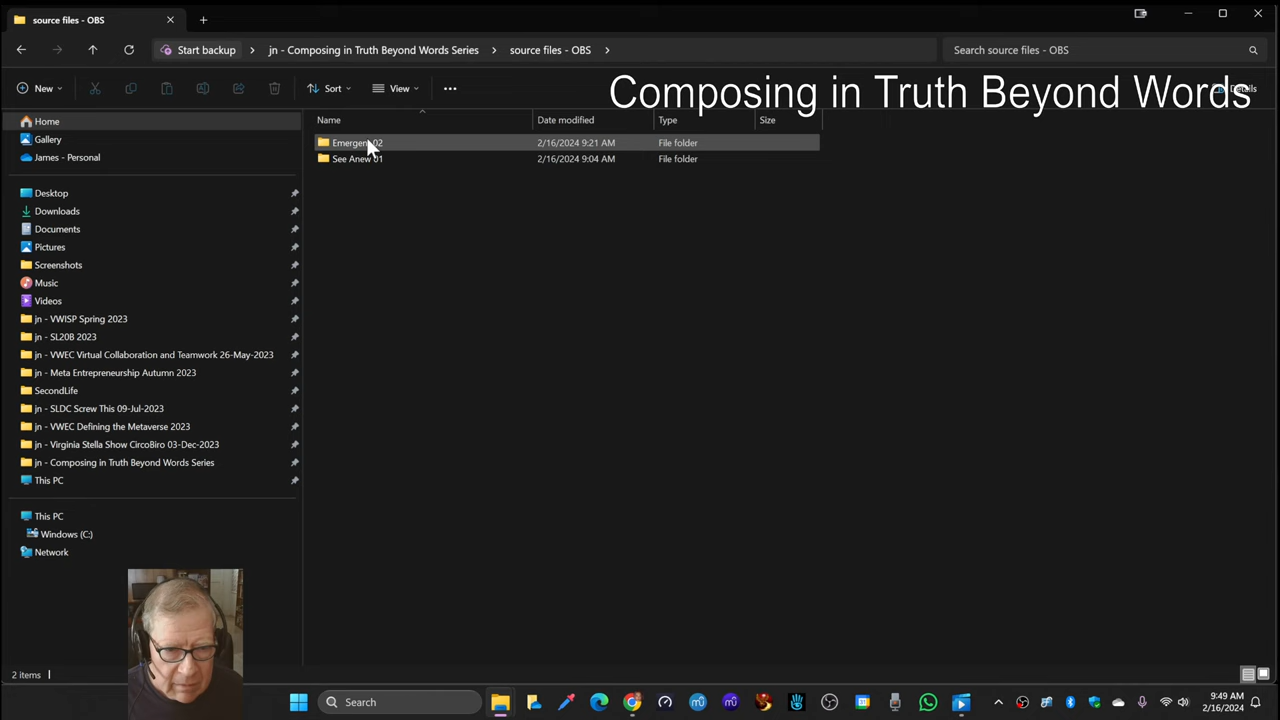 source files - OBS
Start backup
jn - Composing in Truth Beyond Words Series
source files - OBS
Search source files - OBS
New
Sort
View
Details
Composing in Truth Beyond Words
Name
Date modified
Type
Size
Home
Gallery
James - Personal
Emergent 02
2/16/2024 9:21 AM
File folder
See Anew 01
2/16/2024 9:04 AM
File folder
Desktop
Downloads
Documents
Pictures
Screenshots
Music
Videos
jn - VWISP Spring 2023
jn - SL20B 2023
jn - VWEC Virtual Collaboration and Teamwork 26-May-2023
jn - Meta Entrepreneurship Autumn 2023
SecondLife
jn - SLDC Screw This 09-Jul-2023
jn - VWEC Defining the Metaverse 2023
jn - Virginia Stella Show CircoBiro 03-Dec-2023
jn - Composing in Truth Beyond Words Series
This PC
This PC
Windows (C:)
Network
2 items
Search
9:49 AM
2/16/2024